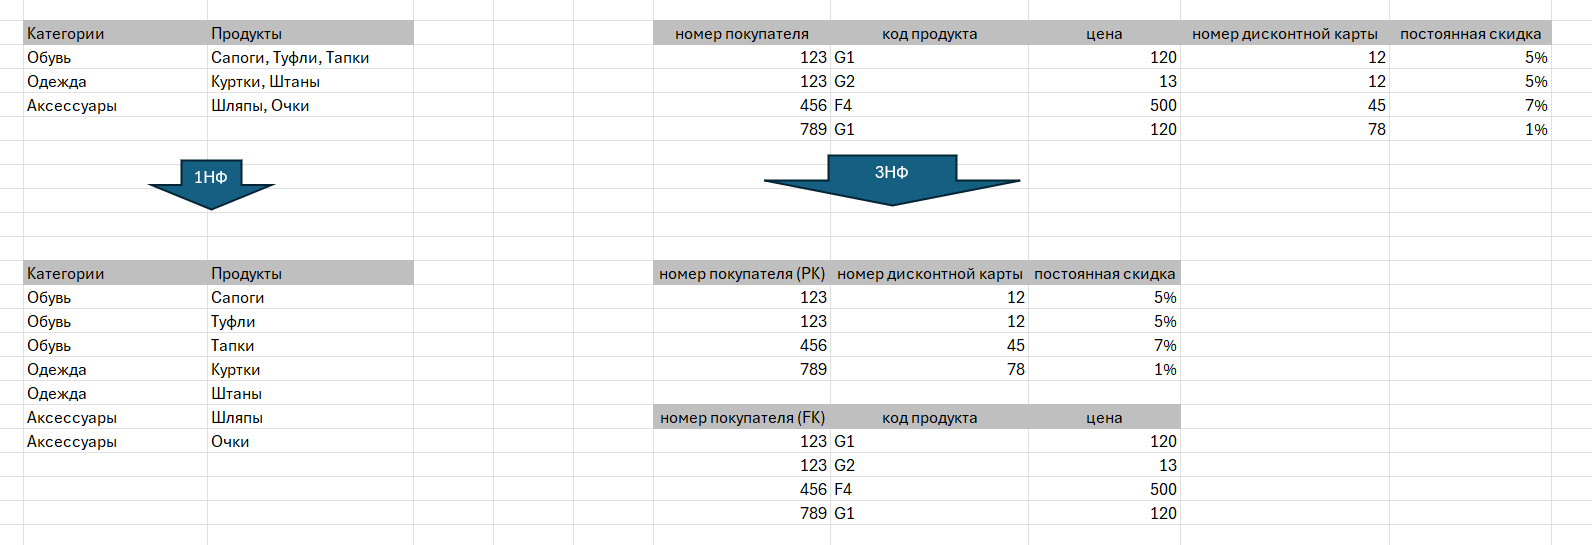 Категории Продукты номер покупателя код продукта цена номер дисконтной карты постоянная скидка
Обувь Сапоги, Туфли, Тапки 123 G1 120 12 5%
Одежда Куртки, Штаны 123 G2 13 12 5%
Аксессуары Шляпы, Очки 456 F4 500 45 7%
789 G1 120 78 1%
1НФ 3НФ
Категории Продукты номер покупателя (PK) номер дисконтной карты постоянная скидка
Обувь Сапоги 123 12 5%
Обувь Туфли 123 12 5%
Обувь Тапки 456 45 7%
Одежда Куртки 789 78 1%
Одежда Штаны
Аксессуары Шляпы номер покупателя (FK) код продукта цена
Аксессуары Очки 123 G1 120
123 G2 13
456 F4 500
789 G1 120